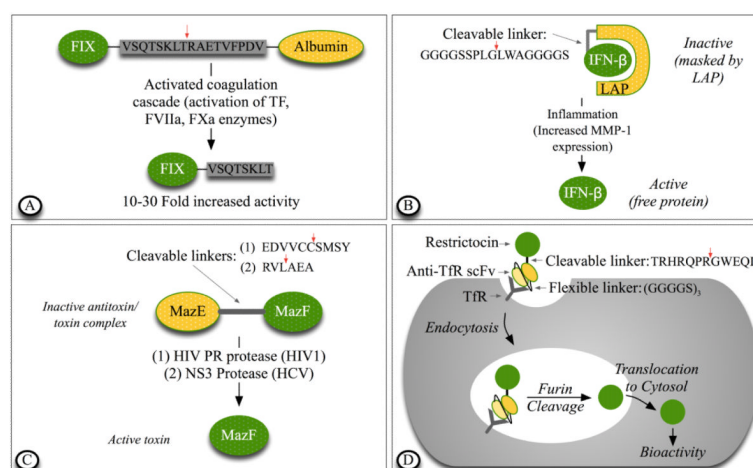 FIX VSQTSKLTRAETVFPDV Albumin
Activated coagulation
cascade (activation of TF,
FVIIa, FXa enzymes)
FIX VSQTSKLT
10-30 Fold increased activity
A
Cleavable linker:
GGGGSSPLGLWAGGGGS
IFN-β
LAP
Inactive
(masked by
LAP)
Inflammation
(Increased MMP-1
expression)
IFN-β
Active
(free protein)
B
Cleavable linkers:
(1) EDVVCCSMSY
(2) RVLAEA
Inactive antitoxin/
toxin complex
MazE MazF
(1) HIV PR protease (HIV1)
(2) NS3 Protease (HCV)
Active toxin
MazF
C
Restrictocin
Cleavable linker:TRHRQPRGWEQL
Anti-TfR scFv
Flexible linker:(GGGGS)3
TfR
Endocytosis
Furin
Cleavage
Translocation
to Cytosol
Bioactivity
D